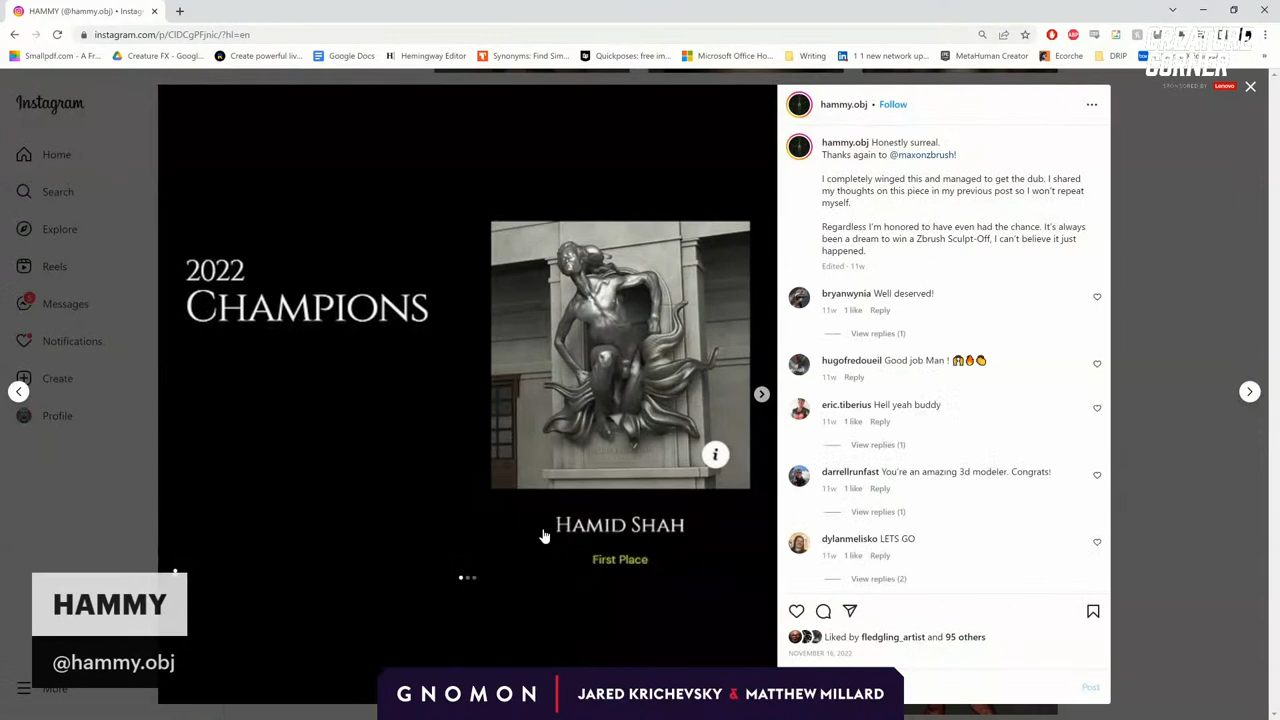 HAMMY (@hammy.obj) • Instag
instagram.com/p/ClDCgPFjnic/?hl=en
Smallpdf.com - A Fr...
Creature FX - Googl...
Create powerful liv...
Google Docs
Hemingway Editor
Synonyms, Find Sim...
Quickposes: free im...
Microsoft Office Ho...
Writing
1 1 new network up...
MetaHuman Creator
Ecorche
DRIP
CREATURE
CORNER
SPONSORED BY Lenovo
Instagram
Home
Search
Explore
Reels
Messages
Notifications
Create
Profile
More
2022
CHAMPIONS
HAMID SHAH
First Place
hammy.obj • Follow
hammy.obj Honestly surreal.
Thanks again to @maxonzbrush!
I completely winged this and managed to get the dub. I shared
my thoughts on this piece in my previous post so I won't repeat
myself.
Regardless I'm honored to have even had the chance. It's always
been a dream to win a Zbrush Sculpt-Off, I can't believe it just
happened.
Edited · 11w
bryanwynia Well deserved!
11w 1 like Reply
View replies (1)
hugofredoueil Good job Man ! 🙌🔥👏
11w Reply
eric.tiberius Hell yeah buddy
11w 1 like Reply
View replies (1)
darrellrunfast You're an amazing 3d modeler. Congrats!
11w 1 like Reply
View replies (1)
dylanmelisko LETS GO
11w 1 like Reply
View replies (2)
Liked by fledgling_artist and 95 others
NOVEMBER 16, 2022
Post
HAMMY
@hammy.obj
GNOMON | JARED KRICHEVSKY & MATTHEW MILLARD